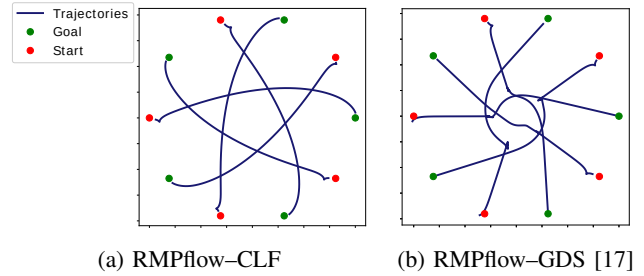 Trajectories
Goal
Start
(a) RMPflow–CLF
(b) RMPflow–GDS [17]